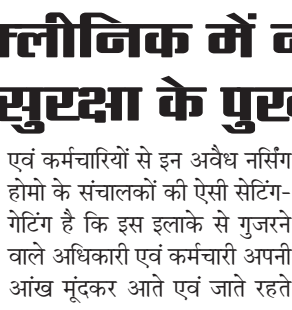 क्लीनिक में
सुरक्षा के
एवं कर्मचारियों से इन अवैध नर्सिंग
होमो के संचालकों की ऐसी सेटिंग-
गेटिंग है कि इस इलाके से गुजरने
वाले अधिकारी एवं कर्मचारी अपनी
आंख मूंदकर आते एवं जाते रहते